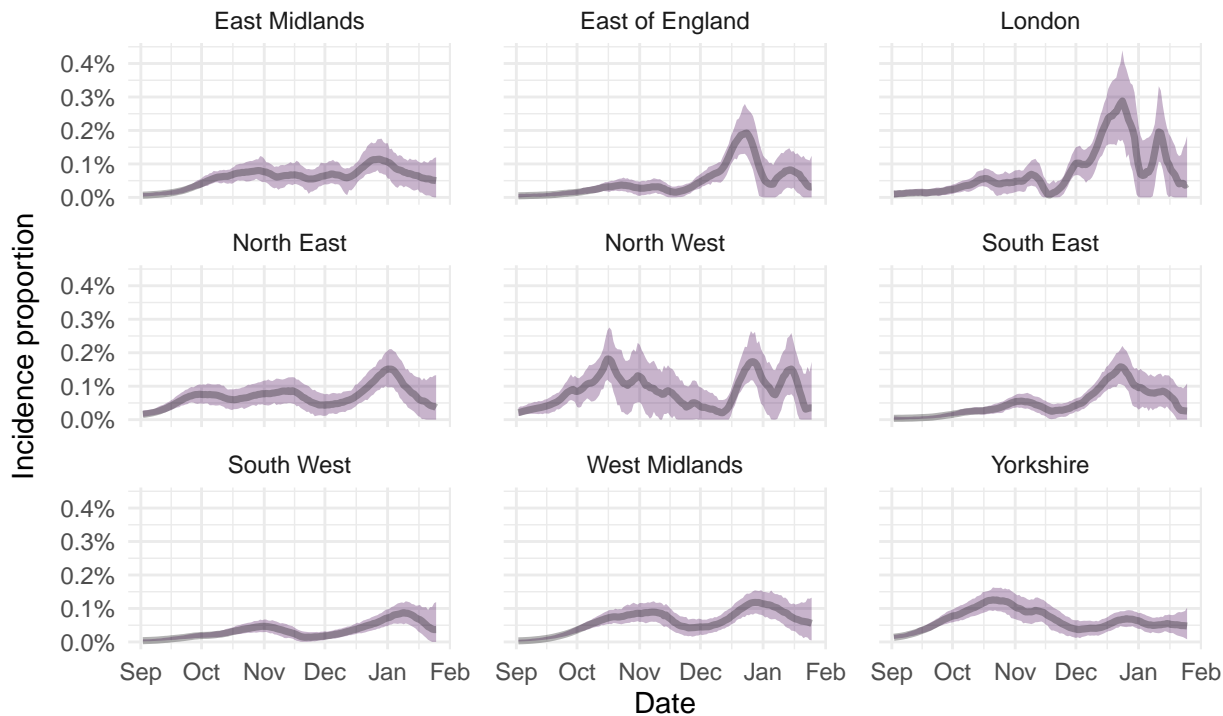 East Midlands
East of England
London
0.4%
0.3%
0.2%
0.1%
0.0%
North East
North West
South East
0.4%
0.3%
0.2%
0.1%
0.0%
Incidence proportion
South West
West Midlands
Yorkshire
0.4%
0.3%
0.2%
0.1%
0.0%
Sep Oct Nov Dec Jan Feb
Sep Oct Nov Dec Jan Feb
Sep Oct Nov Dec Jan Feb
Date